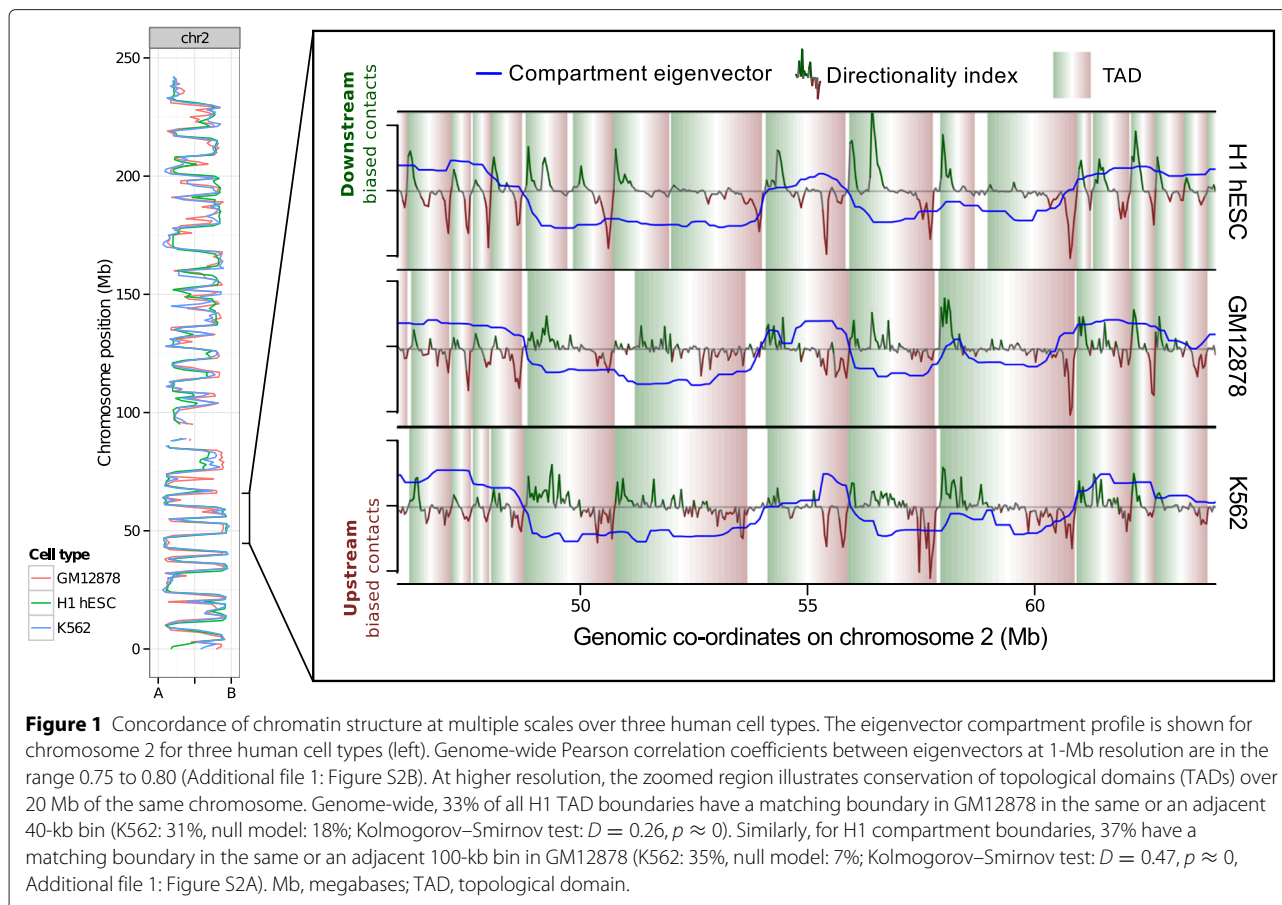 chr2
250
200
150
100
50
0
Chromosome position (Mb)
A
B
Cell type
GM12878
H1 hESC
K562
Compartment eigenvector
Directionality index
TAD
Downstream
biased contacts
Upstream
biased contacts
H1 hESC
GM12878
K562
50
55
60
Genomic co-ordinates on chromosome 2 (Mb)
Figure 1 Concordance of chromatin structure at multiple scales over three human cell types. The eigenvector compartment profile is shown for
chromosome 2 for three human cell types (left). Genome-wide Pearson correlation coefficients between eigenvectors at 1-Mb resolution are in the
range 0.75 to 0.80 (Additional file 1: Figure S2B). At higher resolution, the zoomed region illustrates conservation of topological domains (TADs) over
20 Mb of the same chromosome. Genome-wide, 33% of all H1 TAD boundaries have a matching boundary in GM12878 in the same or an adjacent
40-kb bin (K562: 31%, null model: 18%; Kolmogorov–Smirnov test: D = 0.26, p ≈ 0). Similarly, for H1 compartment boundaries, 37% have a
matching boundary in the same or an adjacent 100-kb bin in GM12878 (K562: 35%, null model: 7%; Kolmogorov–Smirnov test: D = 0.47, p ≈ 0,
Additional file 1: Figure S2A). Mb, megabases; TAD, topological domain.